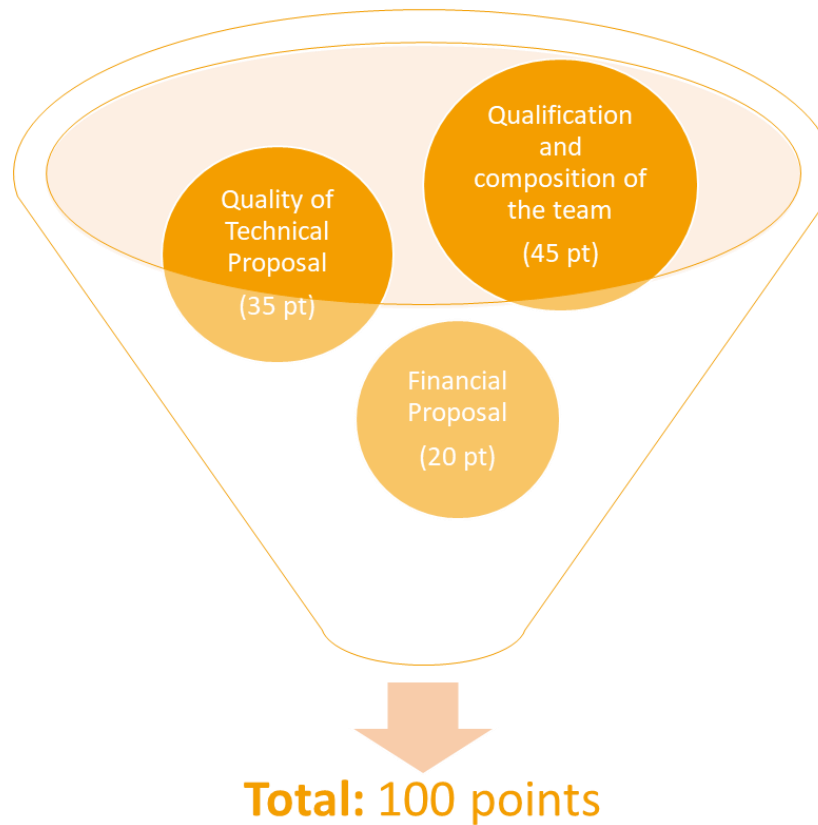 Qualification
and
composition of
the team
(45 pt)
Quality of
Technical
Proposal
(35 pt)
Financial
Proposal
(20 pt)
Total: 100 points